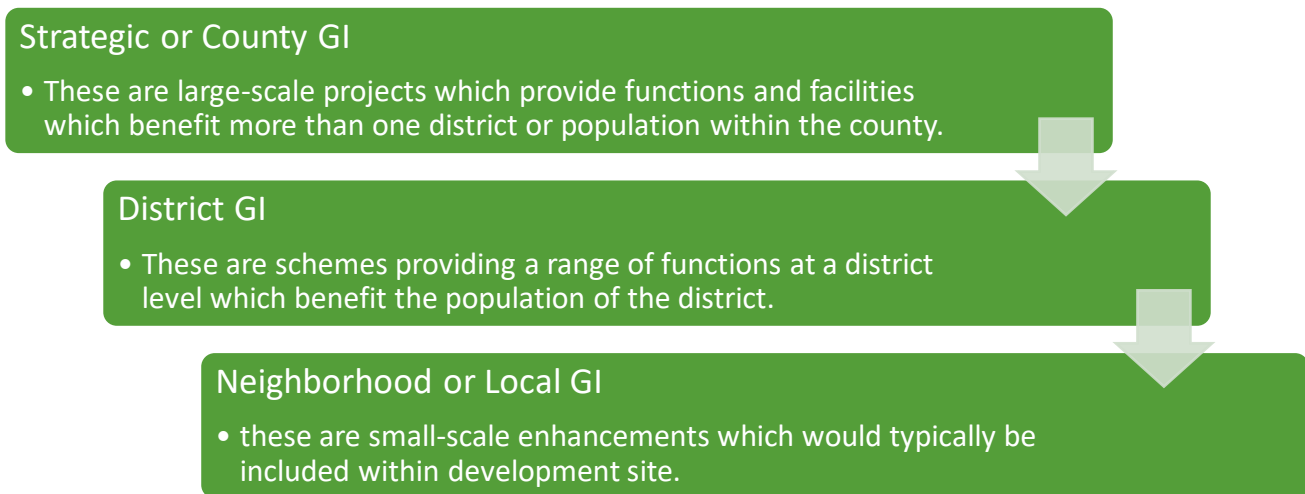 Strategic or County GI
• These are large-scale projects which provide functions and facilities
which benefit more than one district or population within the county.
District GI
• These are schemes providing a range of functions at a district
level which benefit the population of the district.
Neighborhood or Local GI
• these are small-scale enhancements which would typically be
included within development site.